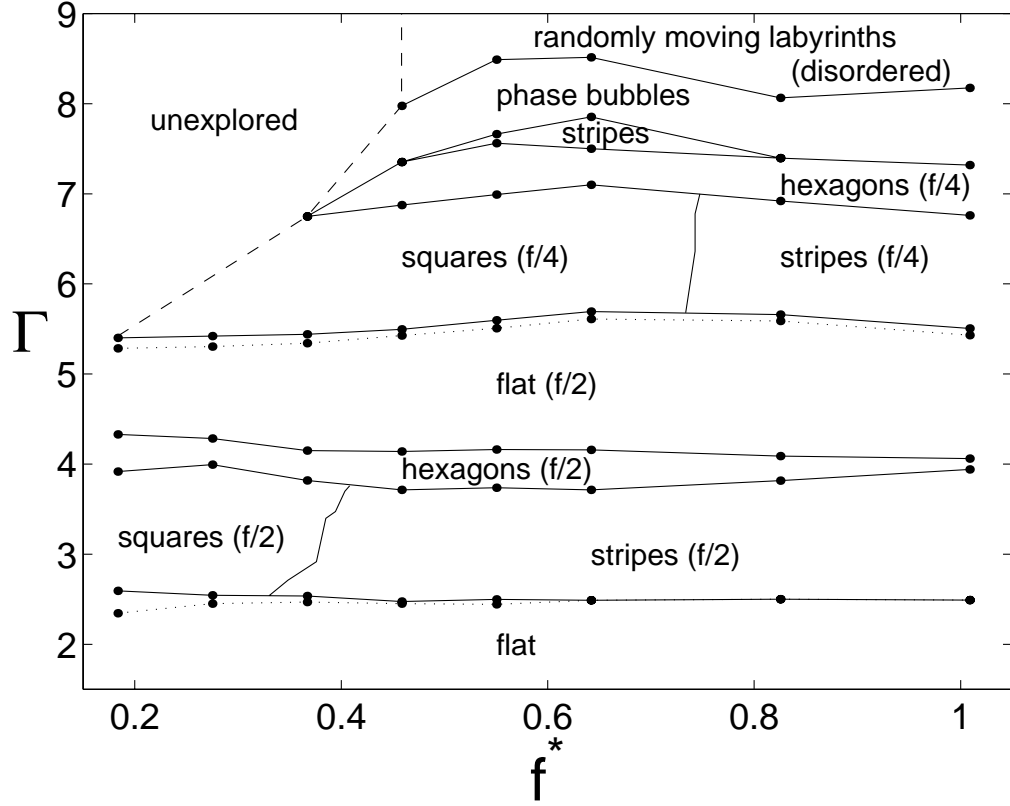 9
randomly moving labyrinths
(disordered)
8
phase bubbles
unexplored
stripes
7
hexagons (f/4)
squares (f/4)
stripes (f/4)
6
Γ
5
flat (f/2)
4
hexagons (f/2)
squares (f/2)
stripes (f/2)
3
2
flat
0.2 0.4 0.6 0.8 1
f*